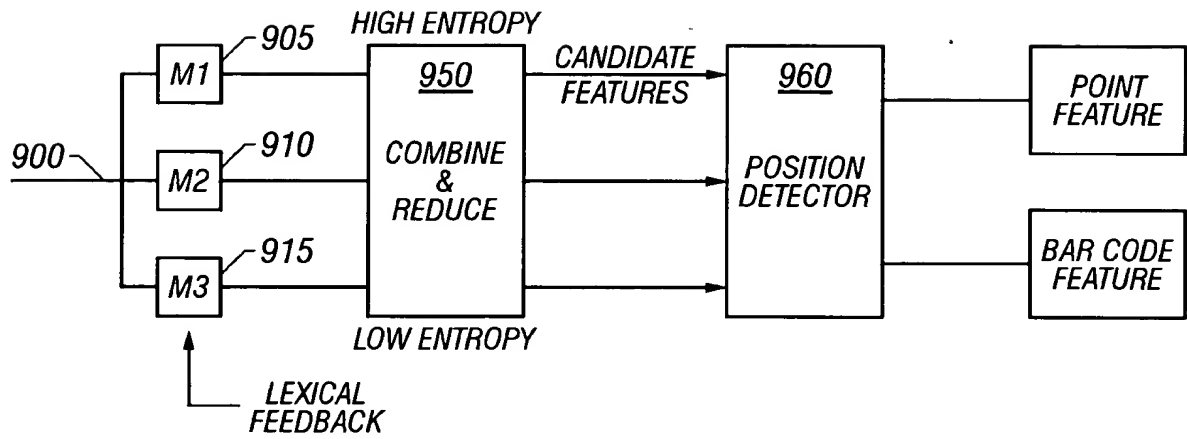 HIGH ENTROPY
905
M1
950
COMBINE
&
REDUCE
CANDIDATE
FEATURES
960
POSITION
DETECTOR
POINT
FEATURE
900
910
M2
915
M3
BAR CODE
FEATURE
LOW ENTROPY
LEXICAL
FEEDBACK